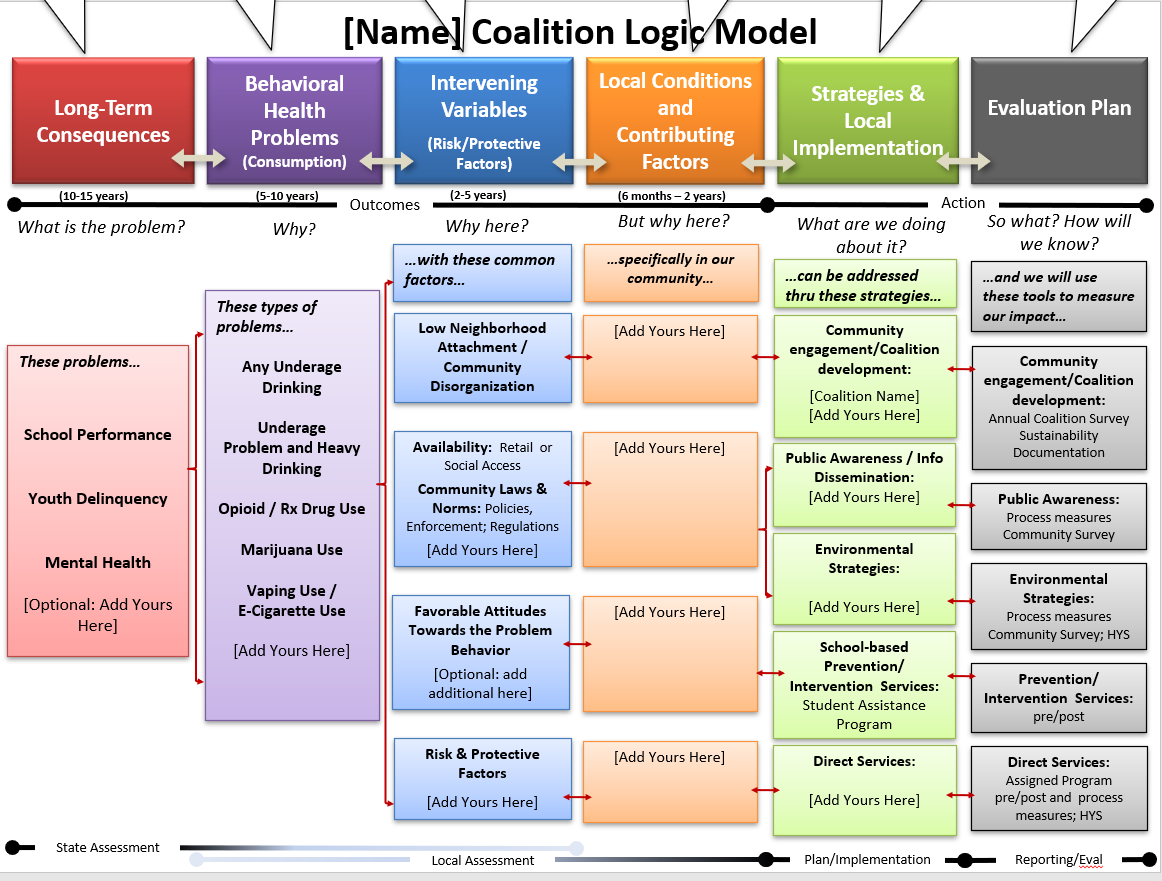 [Name] Coalition Logic Model
Long-Term
Consequences
Behavioral
Health
Problems
(Consumption)
Intervening
Variables
(Risk/Protective
Factors)
Local Conditions
and
Contributing
Factors
Strategies &
Local
Implementation
Evaluation Plan
(10-15 years)
(5-10 years)
(2-5 years)
(6 months – 2 years)
Outcomes
Action
What is the problem?
Why?
Why here?
But why here?
What are we doing
about it?
So what? How will
we know?
These problems…
School Performance
Youth Delinquency
Mental Health
[Optional: Add Yours
Here]
These types of
problems…
Any Underage
Drinking
Underage
Problem and Heavy
Drinking
Opioid / Rx Drug Use
Marijuana Use
Vaping Use /
E-Cigarette Use
[Add Yours Here]
…with these common
factors…
Low Neighborhood
Attachment /
Community
Disorganization
Availability: Retail or
Social Access
Community Laws &
Norms: Policies,
Enforcement; Regulations
[Add Yours Here]
Favorable Attitudes
Towards the Problem
Behavior
[Optional: add
additional here]
Risk & Protective
Factors
[Add Yours Here]
…specifically in our
community…
[Add Yours Here]
[Add Yours Here]
[Add Yours Here]
[Add Yours Here]
…can be addressed
thru these strategies…
Community
engagement/Coalition
development:
[Coalition Name]
[Add Yours Here]
Public Awareness / Info
Dissemination:
[Add Yours Here]
Environmental
Strategies:
[Add Yours Here]
School-based
Prevention/
Intervention Services:
Student Assistance
Program
Direct Services:
[Add Yours Here]
…and we will use
these tools to measure
our impact…
Community
engagement/Coalition
development:
Annual Coalition Survey
Sustainability
Documentation
Public Awareness:
Process measures
Community Survey
Environmental
Strategies:
Process measures
Community Survey; HYS
Prevention/
Intervention Services:
pre/post
Direct Services:
Assigned Program
pre/post and process
measures; HYS
State Assessment
Local Assessment
Plan/Implementation
Reporting/Eval